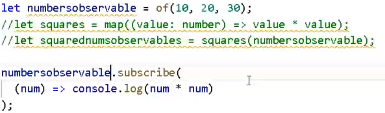 let numbersobservable = of(10, 20, 30);
//let squares = map((value: number) => value * value);
//let squarednumsobservables = squares(numbersobservable);
numbersobservable.subscribe(
(num) => console.log(num * num)
);